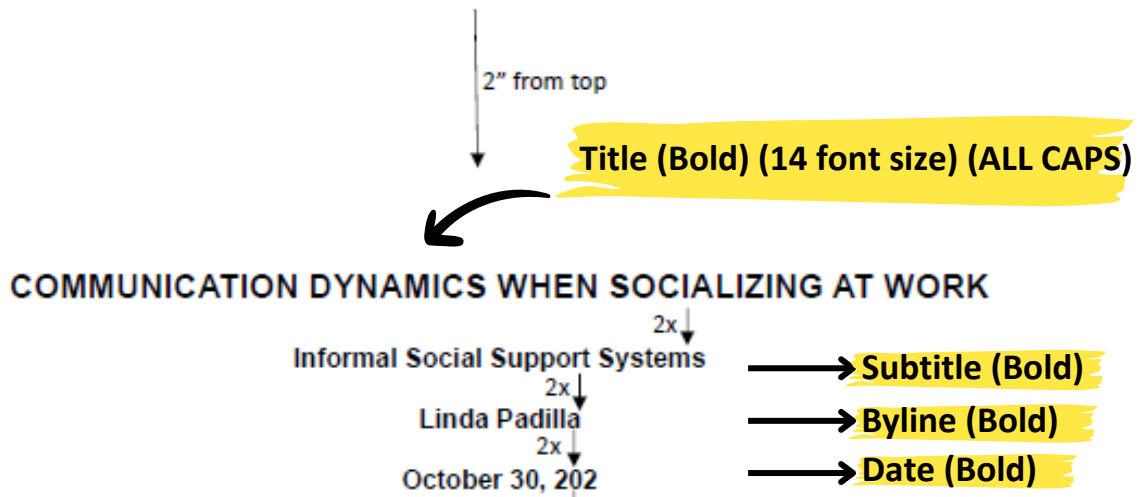 2” from top
Title (Bold) (14 font size) (ALL CAPS)
COMMUNICATION DYNAMICS WHEN SOCIALIZING AT WORK
2x
Informal Social Support Systems
Subtitle (Bold)
2x
Linda Padilla
Byline (Bold)
2x
October 30, 202
Date (Bold)